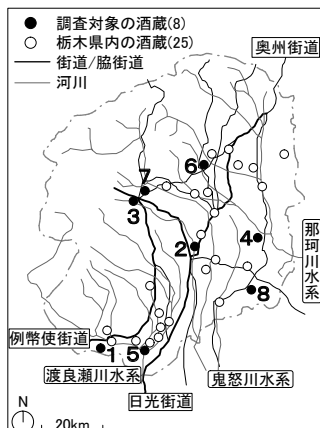 調査対象の酒蔵(8)
栃木県内の酒蔵(25)
街道/脇街道
河川
奥州街道
6
7
3
那珂川水系
2
4
8
例幣使街道
1
5
渡良瀬川水系
鬼怒川水系
日光街道
N
20km